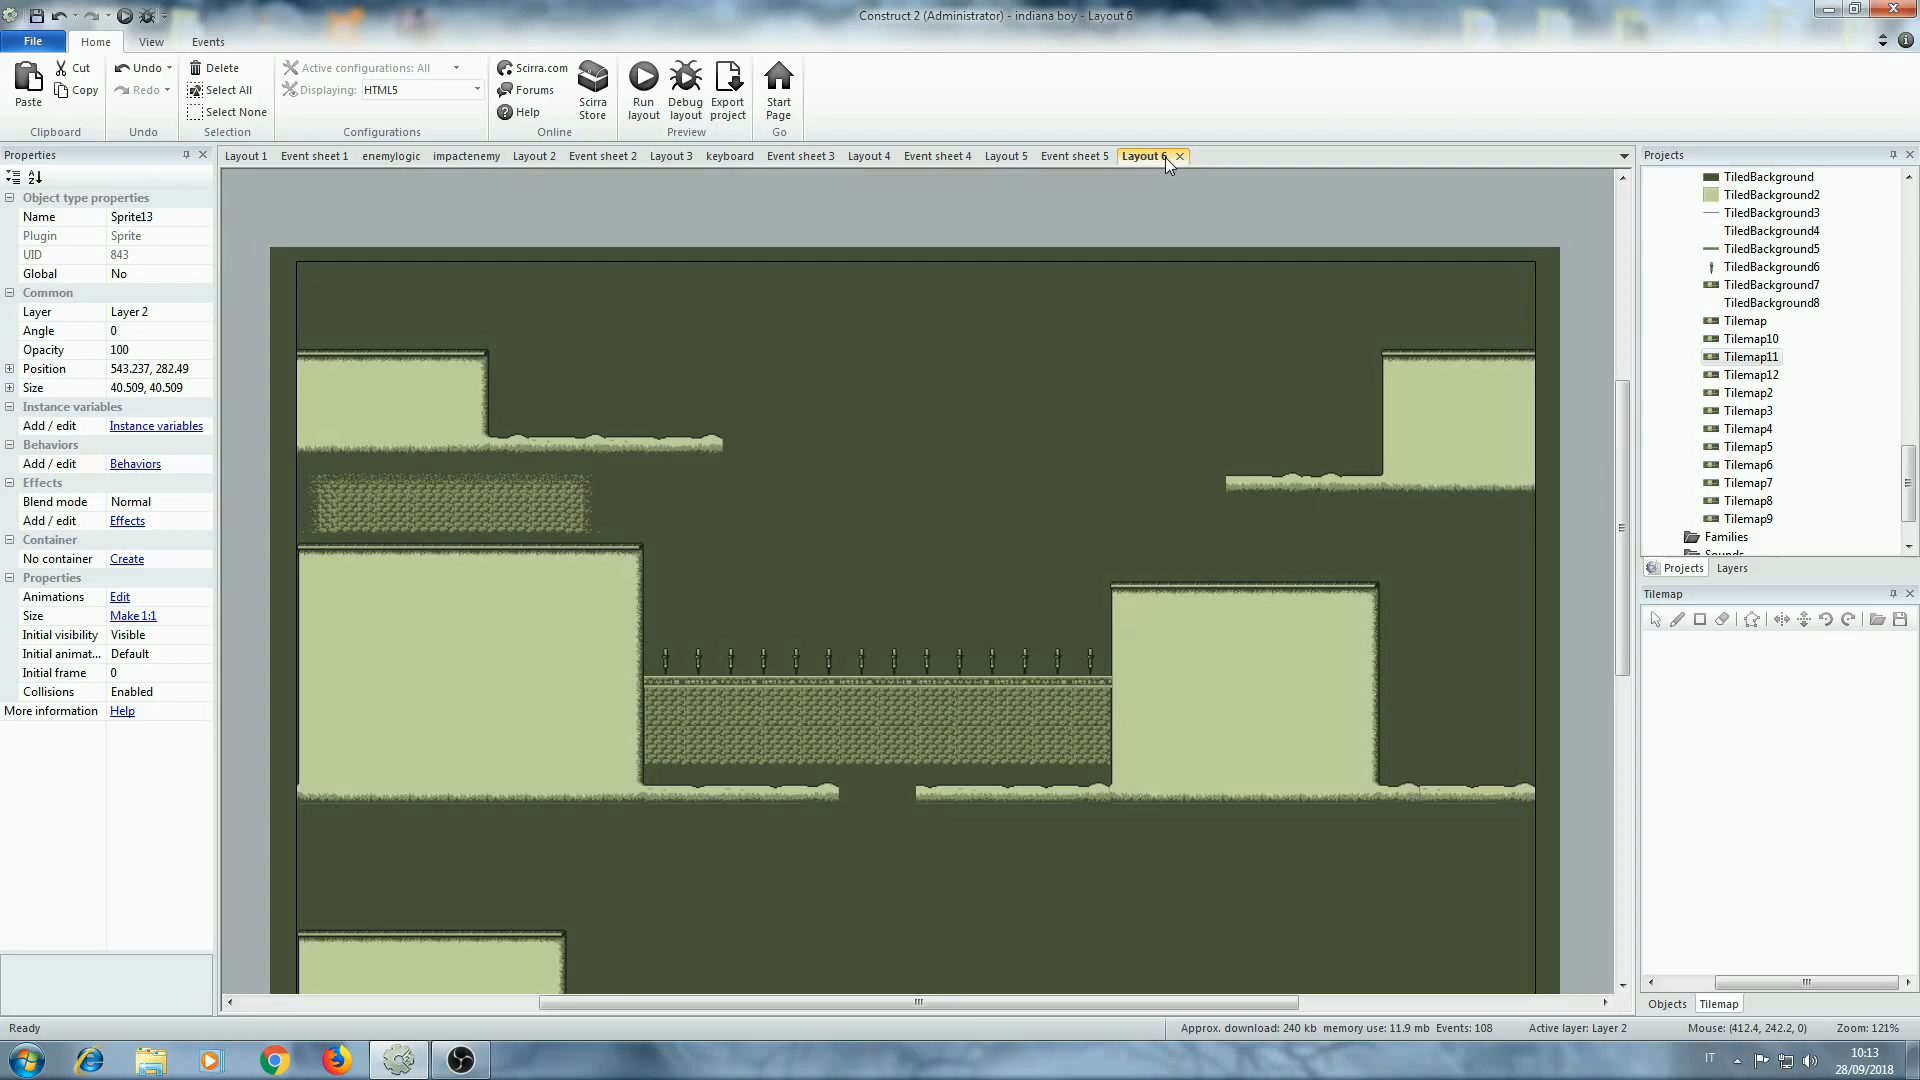 Construct 2 (Administrator) - indiana boy - Layout 6
File Home View Events
Paste Cut Copy Clipboard
Undo Redo Undo
Delete Select All Select None Selection
Active configurations: All
Displaying: HTML5
Configurations
Scirra.com Forums Help Scirra Store Online
Run layout Debug layout Export project Preview
Start Page Go
Properties
Layout 1 Event sheet 1 enemylogic impactenemy Layout 2 Event sheet 2 Layout 3 keyboard Event sheet 3 Layout 4 Event sheet 4 Layout 5 Event sheet 5 Layout 6
Object type properties
Name Sprite13
Plugin Sprite
UID 843
Global No
Common
Layer Layer 2
Angle 0
Opacity 100
Position 543.237, 282.49
Size 40.509, 40.509
Instance variables
Add / edit Instance variables
Behaviors
Add / edit Behaviors
Effects
Blend mode Normal
Add / edit Effects
Container
No container Create
Properties
Animations Edit
Size Make 1:1
Initial visibility Visible
Initial animat... Default
Initial frame 0
Collisions Enabled
More information Help
Projects
TiledBackground
TiledBackground2
TiledBackground3
TiledBackground4
TiledBackground5
TiledBackground6
TiledBackground7
TiledBackground8
Tilemap
Tilemap10
Tilemap11
Tilemap12
Tilemap2
Tilemap3
Tilemap4
Tilemap5
Tilemap6
Tilemap7
Tilemap8
Tilemap9
Families
Sounds
Projects Layers
Tilemap
Objects Tilemap
Ready
Approx. download: 240 kb memory use: 11.9 mb Events: 108 Active layer: Layer 2 Mouse: (412.4, 242.2, 0) Zoom: 121%
IT
10:13
28/09/2018